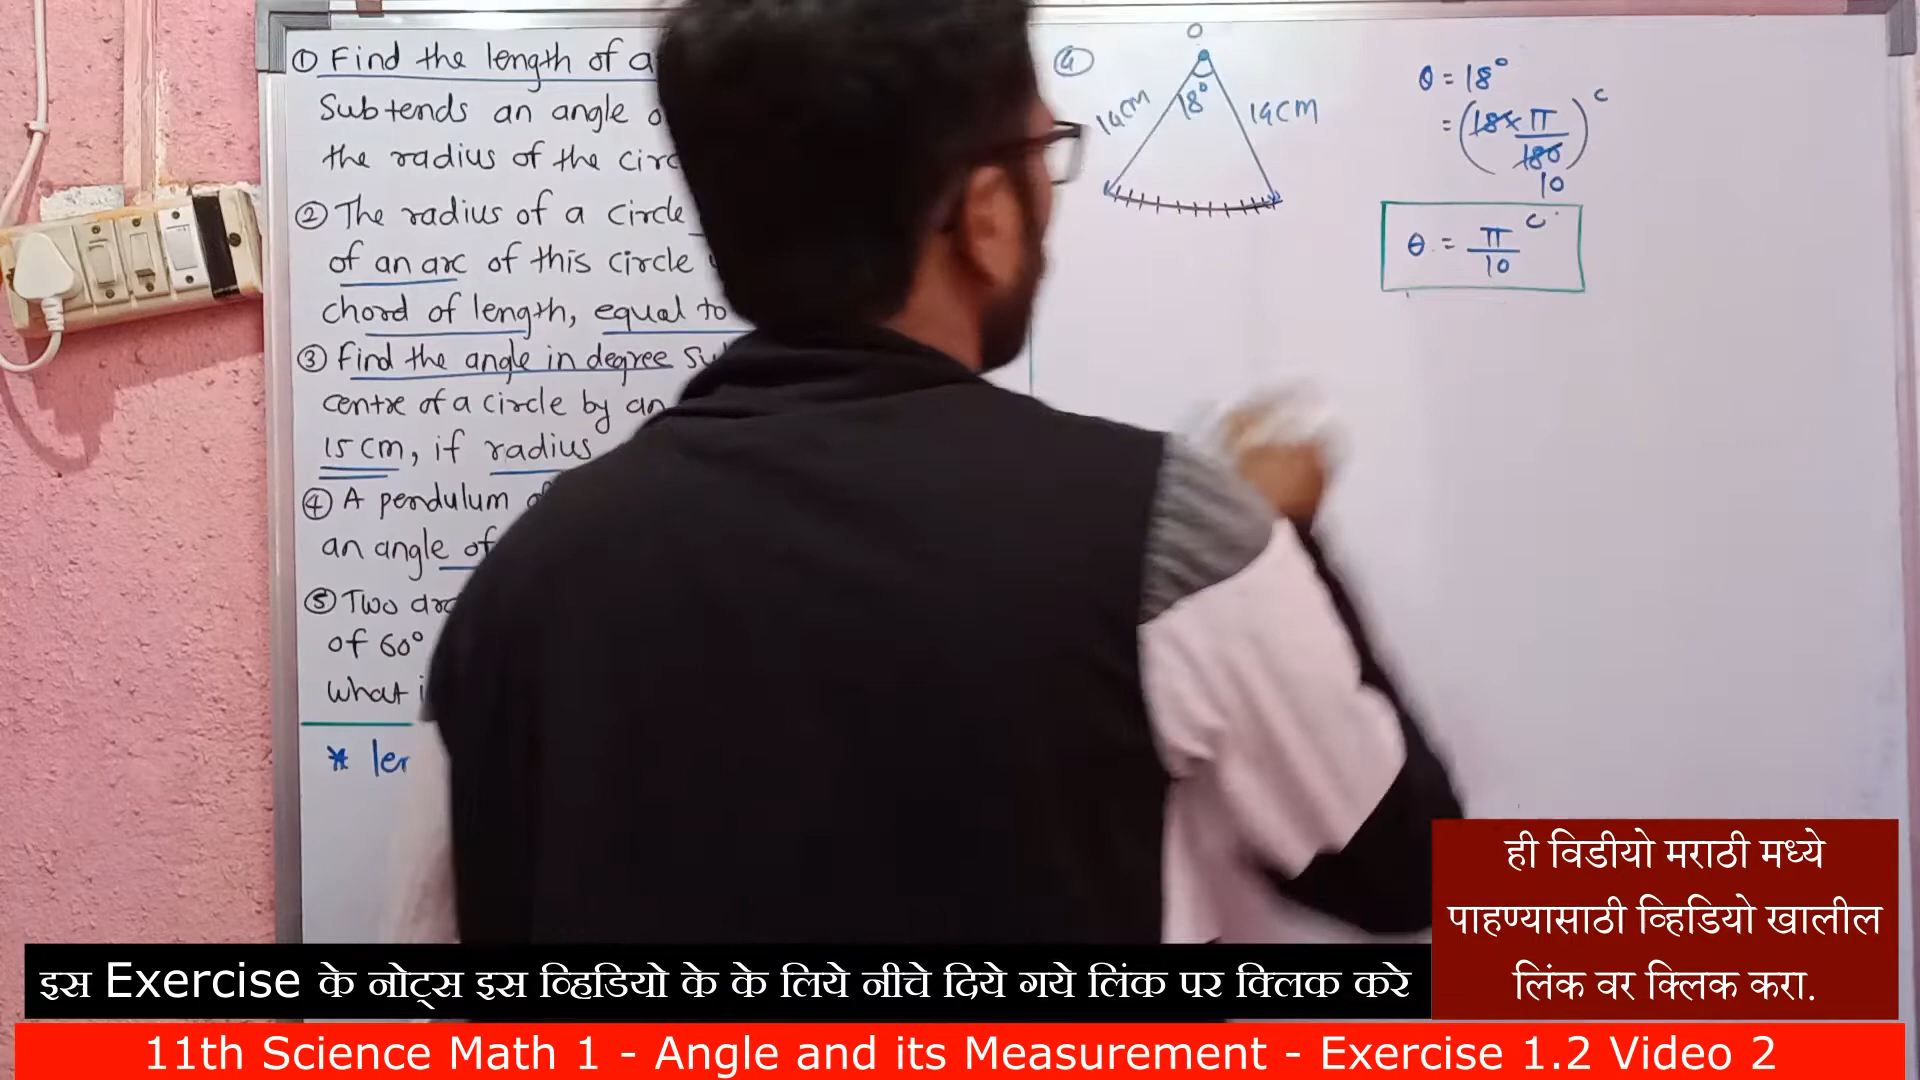 ① Find the length of a
Subtends an angle
the radius of the circ
② The radius of a circle
of an arc of this circle
chord of length, equal to
③ Find the angle in degree
centre of a circle by an
15 cm, if radius
④ A pendulum
an angle of
⑤ Two arc
of 60°
what
* len
④
O
14cm
18°
14cm
θ = 18°
= (18×π/180)ᶜ
10
θ = π/10 ᶜ
ही विडीयो मराठी मध्ये
पाहण्यासाठी व्हिडियो खालील
लिंक वर क्लिक करा.
इस Exercise के नोट्स इस व्हिडियो के के लिये नीचे दिये गये लिंक पर क्लिक करे
11th Science Math 1 - Angle and its Measurement - Exercise 1.2 Video 2